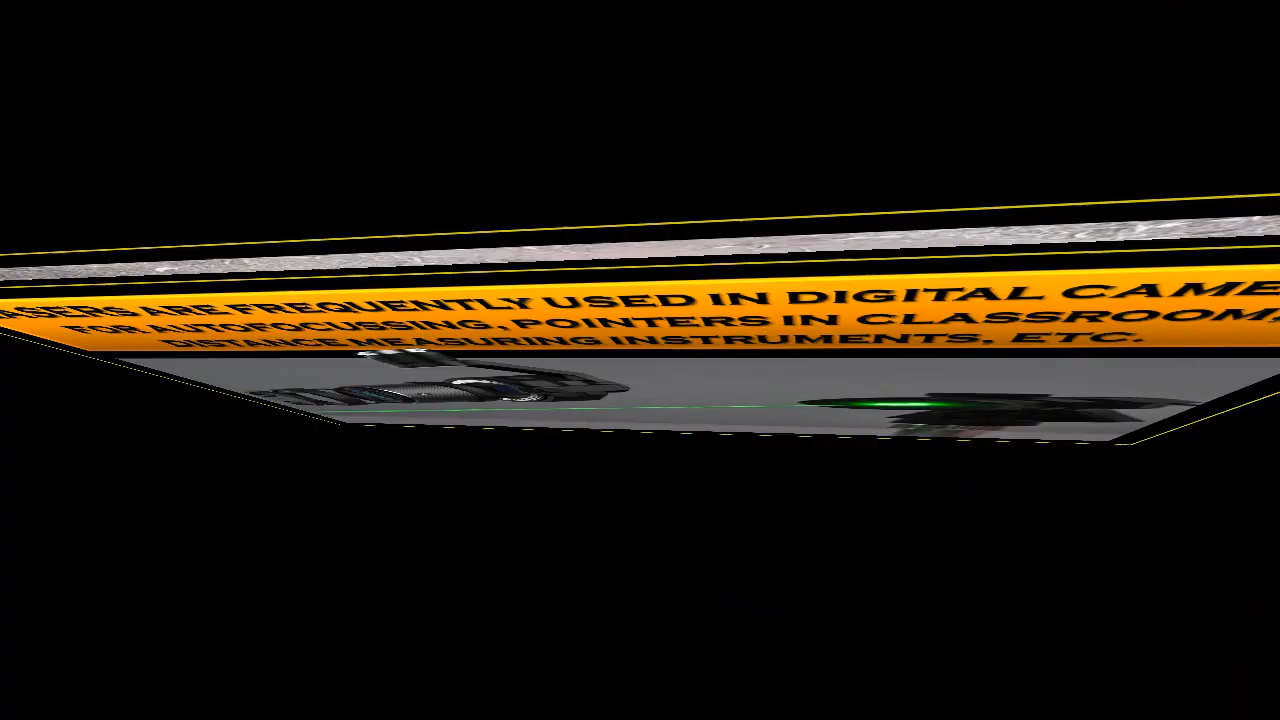 LASERS ARE FREQUENTLY USED IN DIGITAL CAME
FOR AUTOFOCUSSING, POINTERS IN CLASSROOM,
DISTANCE MEASURING INSTRUMENTS, ETC.